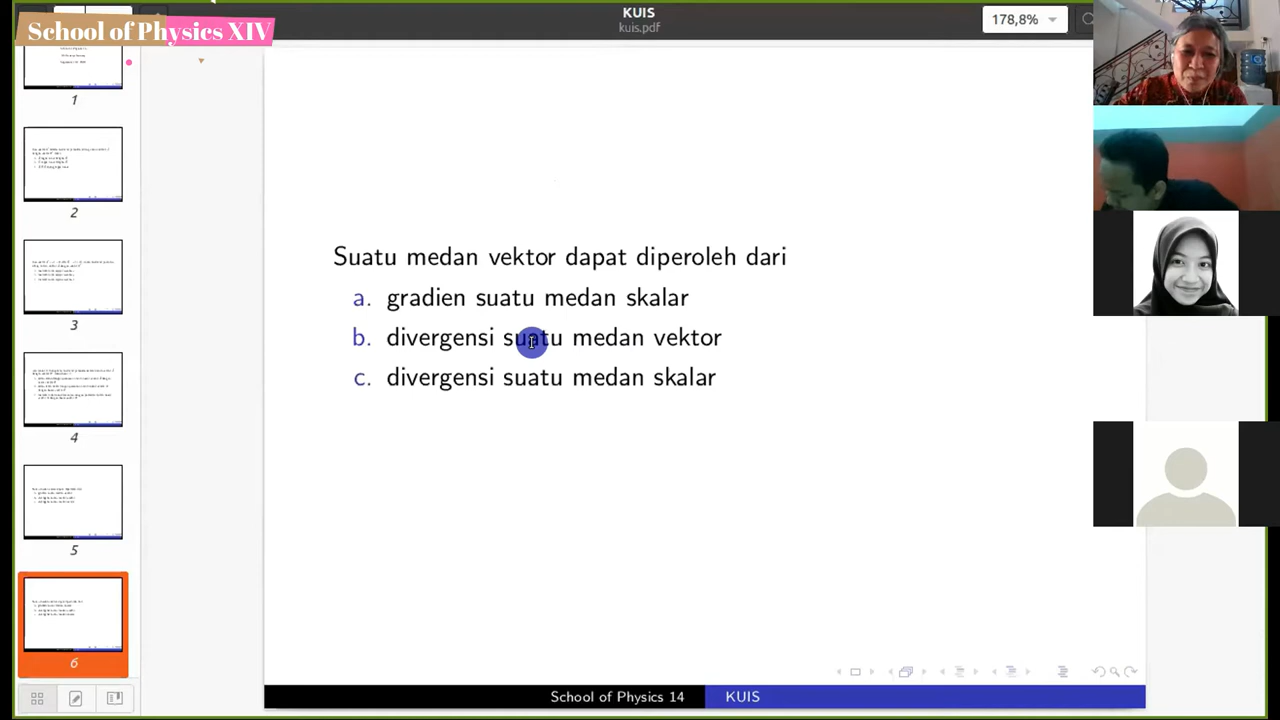 School of Physics XIV
KUIS
kuis.pdf
178,8%
1
2
3
4
5
6
Suatu medan vektor dapat diperoleh dari
a. gradien suatu medan skalar
b. divergensi suatu medan vektor
c. divergensi suatu medan skalar
School of Physics 14
KUIS